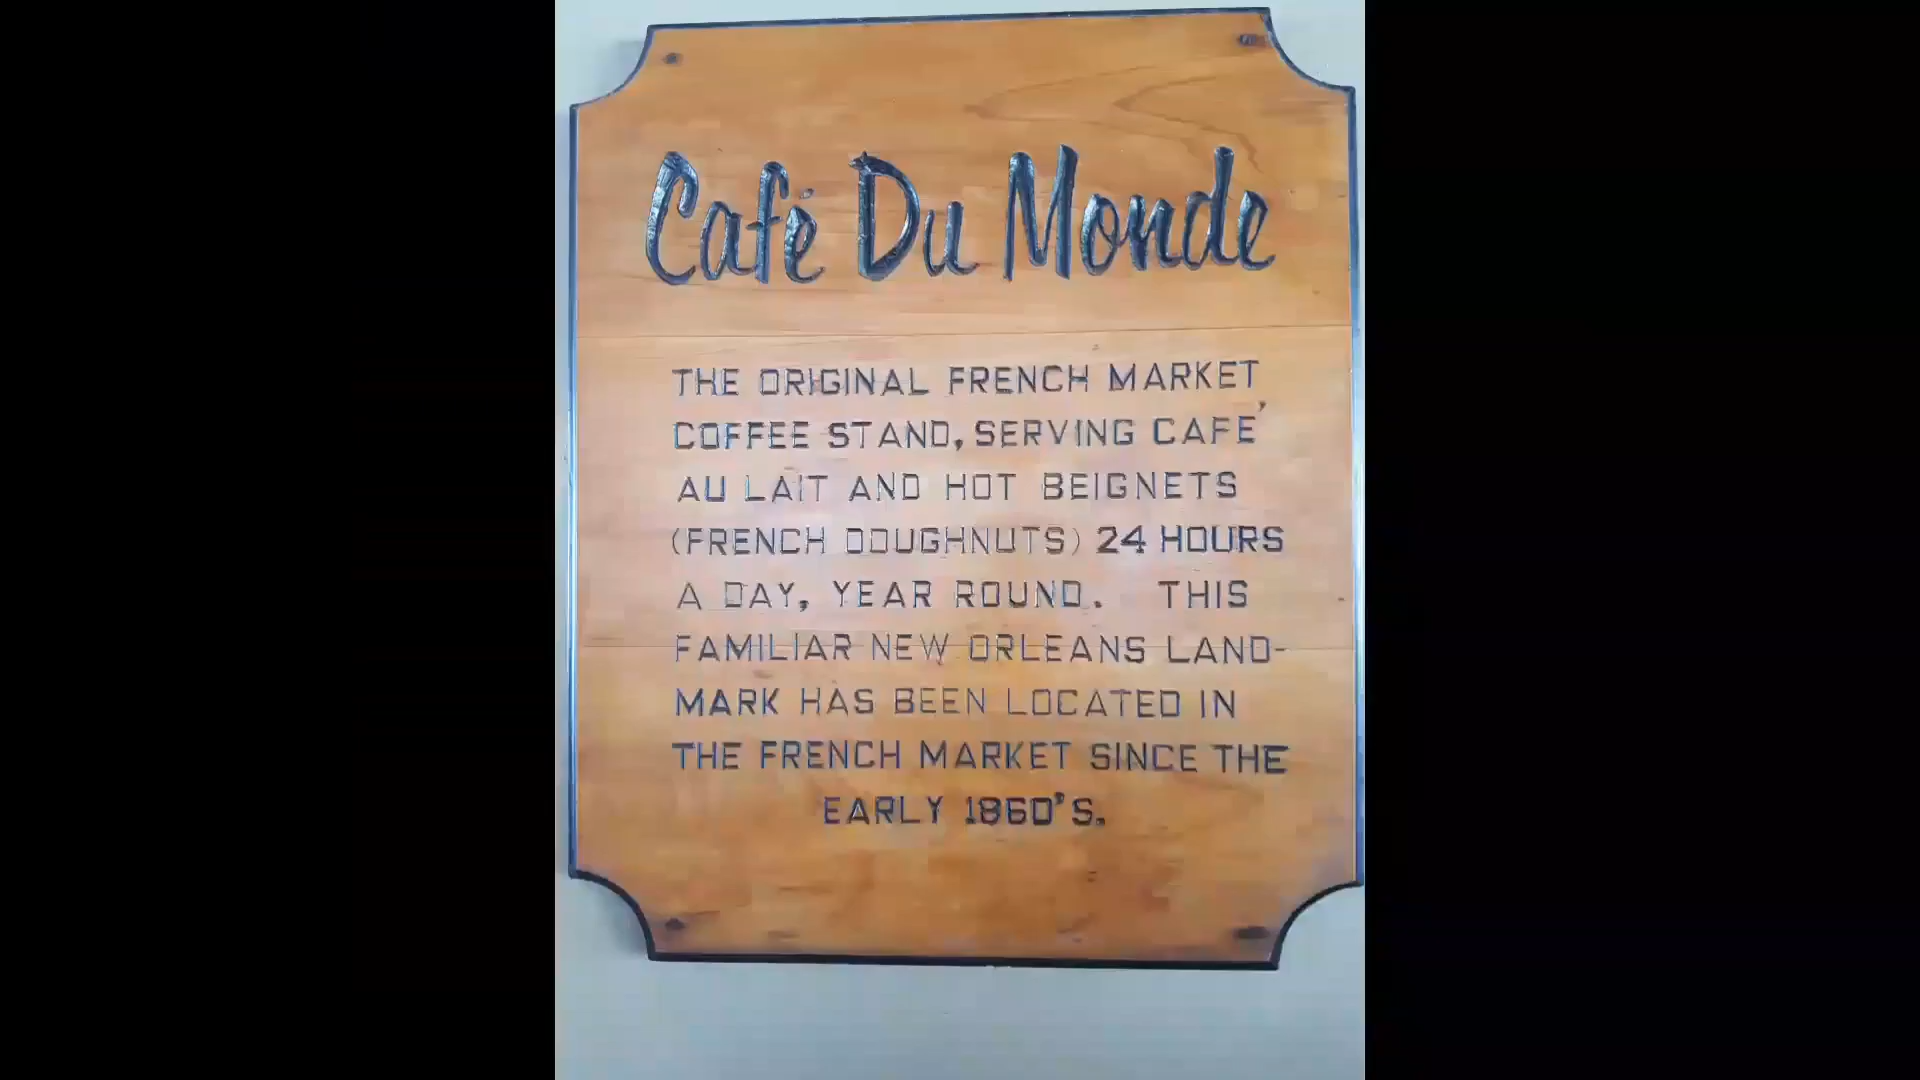 Café Du Monde
THE ORIGINAL FRENCH MARKET
COFFEE STAND, SERVING CAFE'
AU LAIT AND HOT BEIGNETS
(FRENCH DOUGHNUTS) 24 HOURS
A DAY, YEAR ROUND. THIS
FAMILIAR NEW ORLEANS LAND-
MARK HAS BEEN LOCATED IN
THE FRENCH MARKET SINCE THE
EARLY 1860'S.